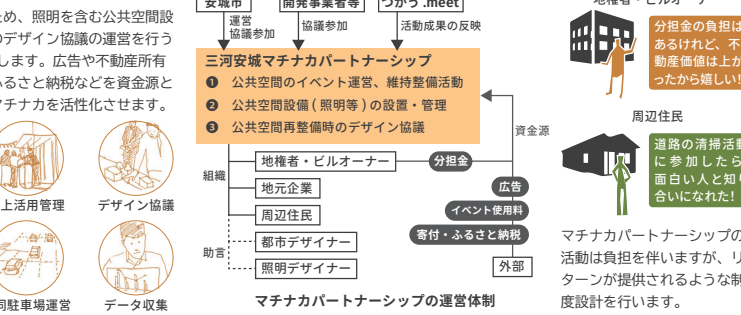 ため、照明を含む公共空間設
のデザイン協議の運営を行う
します。広告や不動産所有
ふるさと納税などを資金源と
マチナカを活性化させます。
上活用管理
デザイン協議
同駐車場運営
データ収集
安城市
開発事業者等
つかう.meet
運営
協議参加
協議参加
活動成果の反映
三河安城マチナカパートナーシップ
❶ 公共空間のイベント運営、維持整備活動
❷ 公共空間設備(照明等)の設置・管理
❸ 公共空間再整備時のデザイン協議
資金源
組織
地権者・ビルオーナー
分担金
地元企業
広告
周辺住民
イベント使用料
助言
都市デザイナー
寄付・ふるさと納税
照明デザイナー
外部
マチナカパートナーシップの運営体制
地権者・ビルオーナー
分担金の負担は
あるけれど、不
動産価値は上が
ったから嬉しい!
周辺住民
道路の清掃活動
に参加したら
面白い人と知り
合いになれた!
マチナカパートナーシップの
活動は負担を伴いますが、リ
ターンが提供されるような制
度設計を行います。